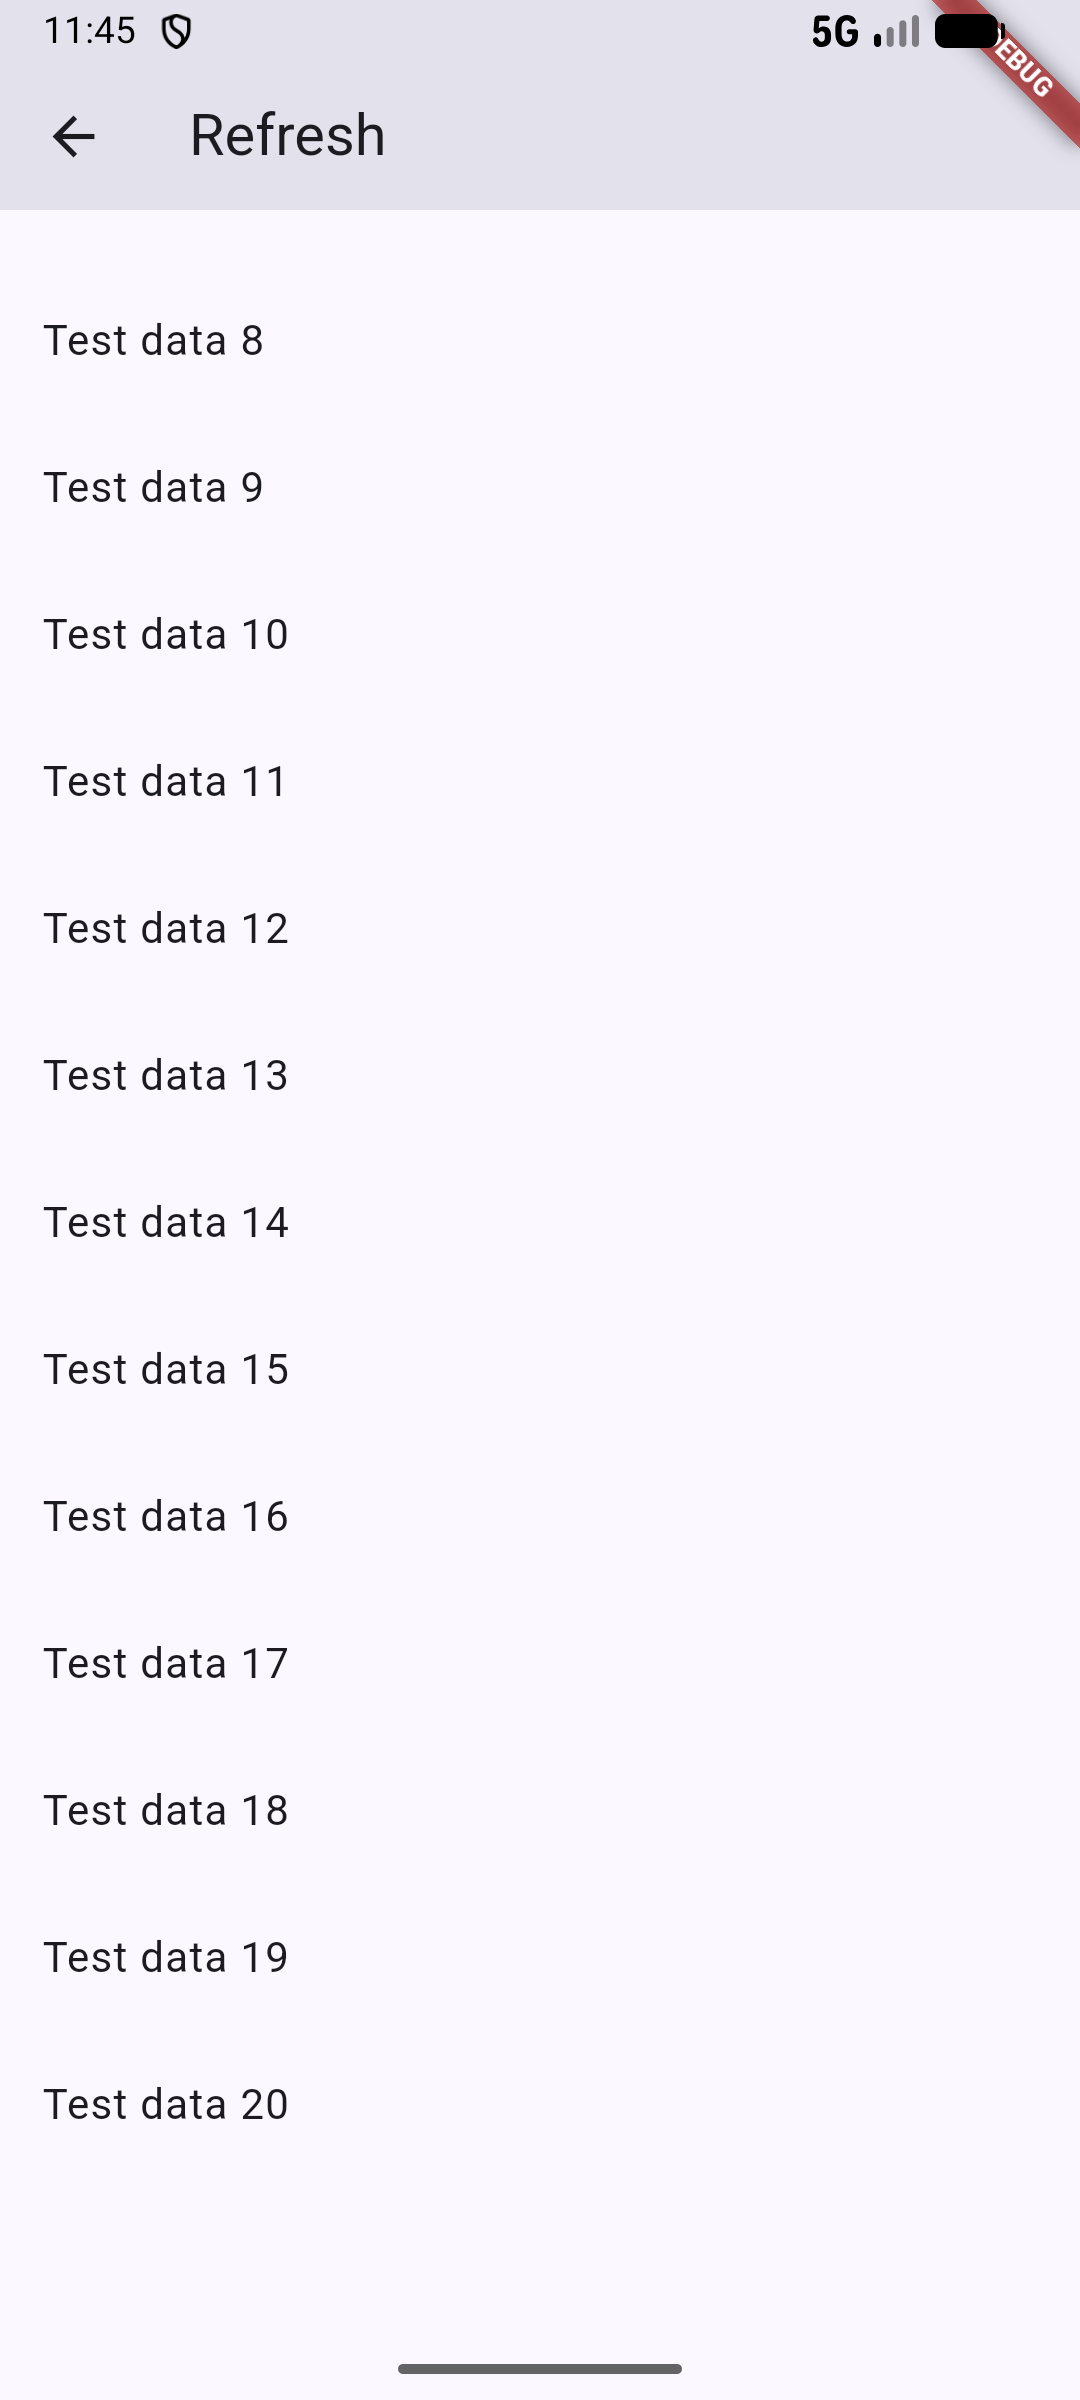 11:45
5G
DEBUG
Refresh
Test data 8
Test data 9
Test data 10
Test data 11
Test data 12
Test data 13
Test data 14
Test data 15
Test data 16
Test data 17
Test data 18
Test data 19
Test data 20